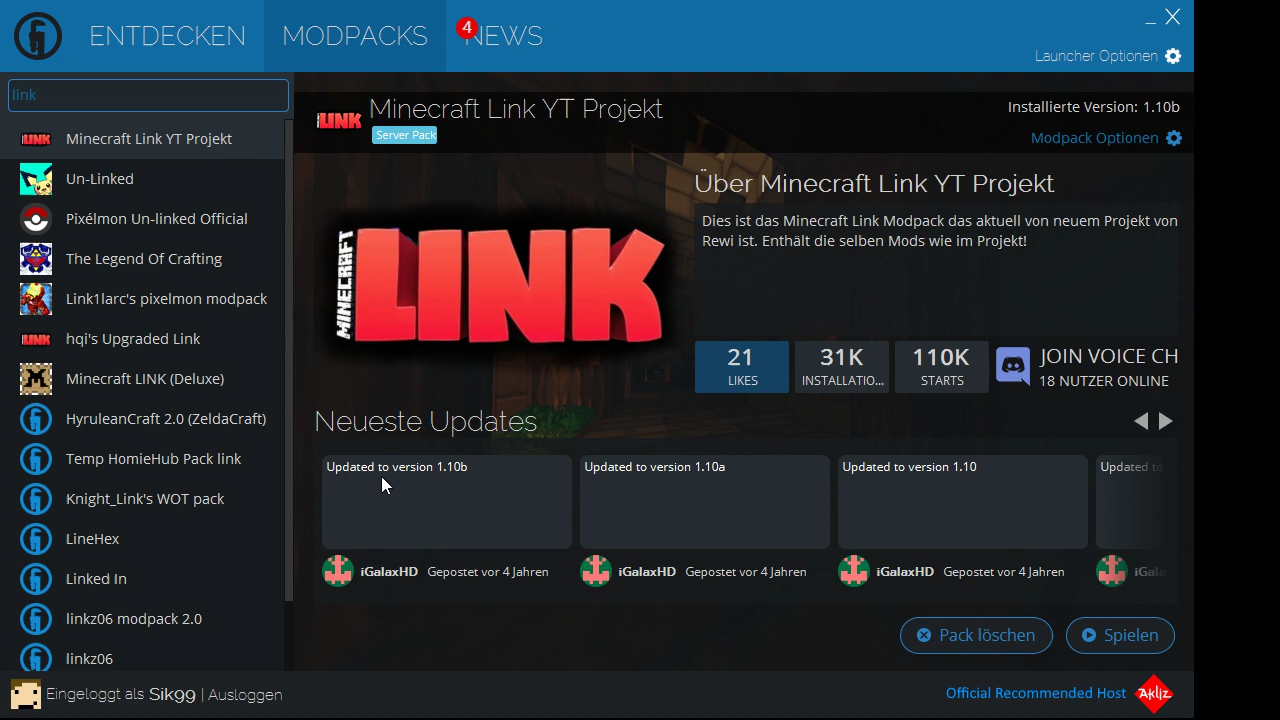 ENTDECKEN
MODPACKS
4
NEWS
Launcher Optionen
link
Minecraft Link YT Projekt
Un-Linked
Pixélmon Un-linked Official
The Legend Of Crafting
Link1larc's pixelmon modpack
hqi's Upgraded Link
Minecraft LINK (Deluxe)
HyruleanCraft 2.0 (ZeldaCraft)
Temp HomieHub Pack link
Knight_Link's WOT pack
LineHex
Linked In
linkz06 modpack 2.0
linkz06
LINK
Minecraft Link YT Projekt
Server Pack
Installierte Version: 1.10b
Modpack Optionen
MINECRAFT LINK
Über Minecraft Link YT Projekt
Dies ist das Minecraft Link Modpack das aktuell von neuem Projekt von
Rewi ist. Enthält die selben Mods wie im Projekt!
21
LIKES
31K
INSTALLATIO...
110K
STARTS
JOIN VOICE CH
18 NUTZER ONLINE
Neueste Updates
Updated to version 1.10b
Updated to version 1.10a
Updated to version 1.10
Updated to
iGalaxHD Gepostet vor 4 Jahren
iGalaxHD Gepostet vor 4 Jahren
iGalaxHD Gepostet vor 4 Jahren
iGala
Pack löschen
Spielen
Eingeloggt als Sik99 | Ausloggen
Official Recommended Host
Akliz